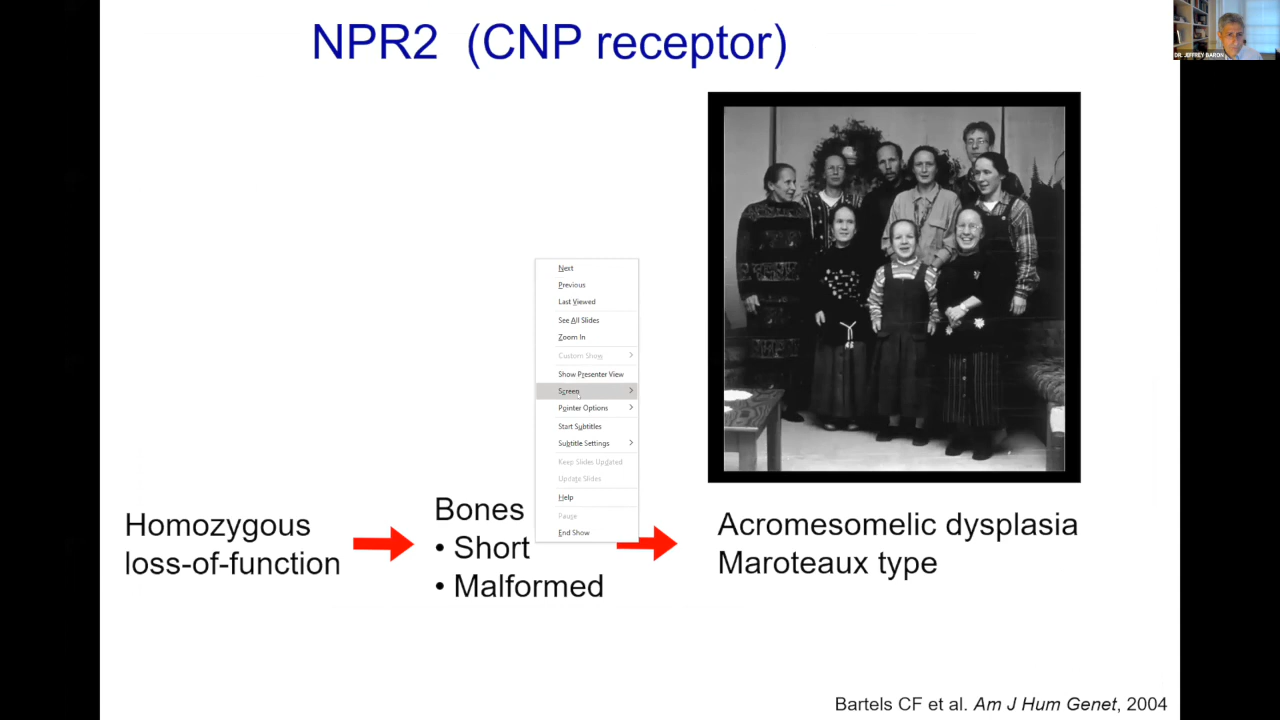 NPR2 (CNP receptor)
DR. JEFFREY BARON
Next
Previous
Last Viewed
See All Slides
Zoom In
Custom Show
Show Presenter View
Screen
Pointer Options
Start Subtitles
Subtitle Settings
Keep Slides Updated
Update Slides
Help
Pause
End Show
Homozygous
loss-of-function
Bones
• Short
• Malformed
Acromesomelic dysplasia
Maroteaux type
Bartels CF et al. Am J Hum Genet, 2004